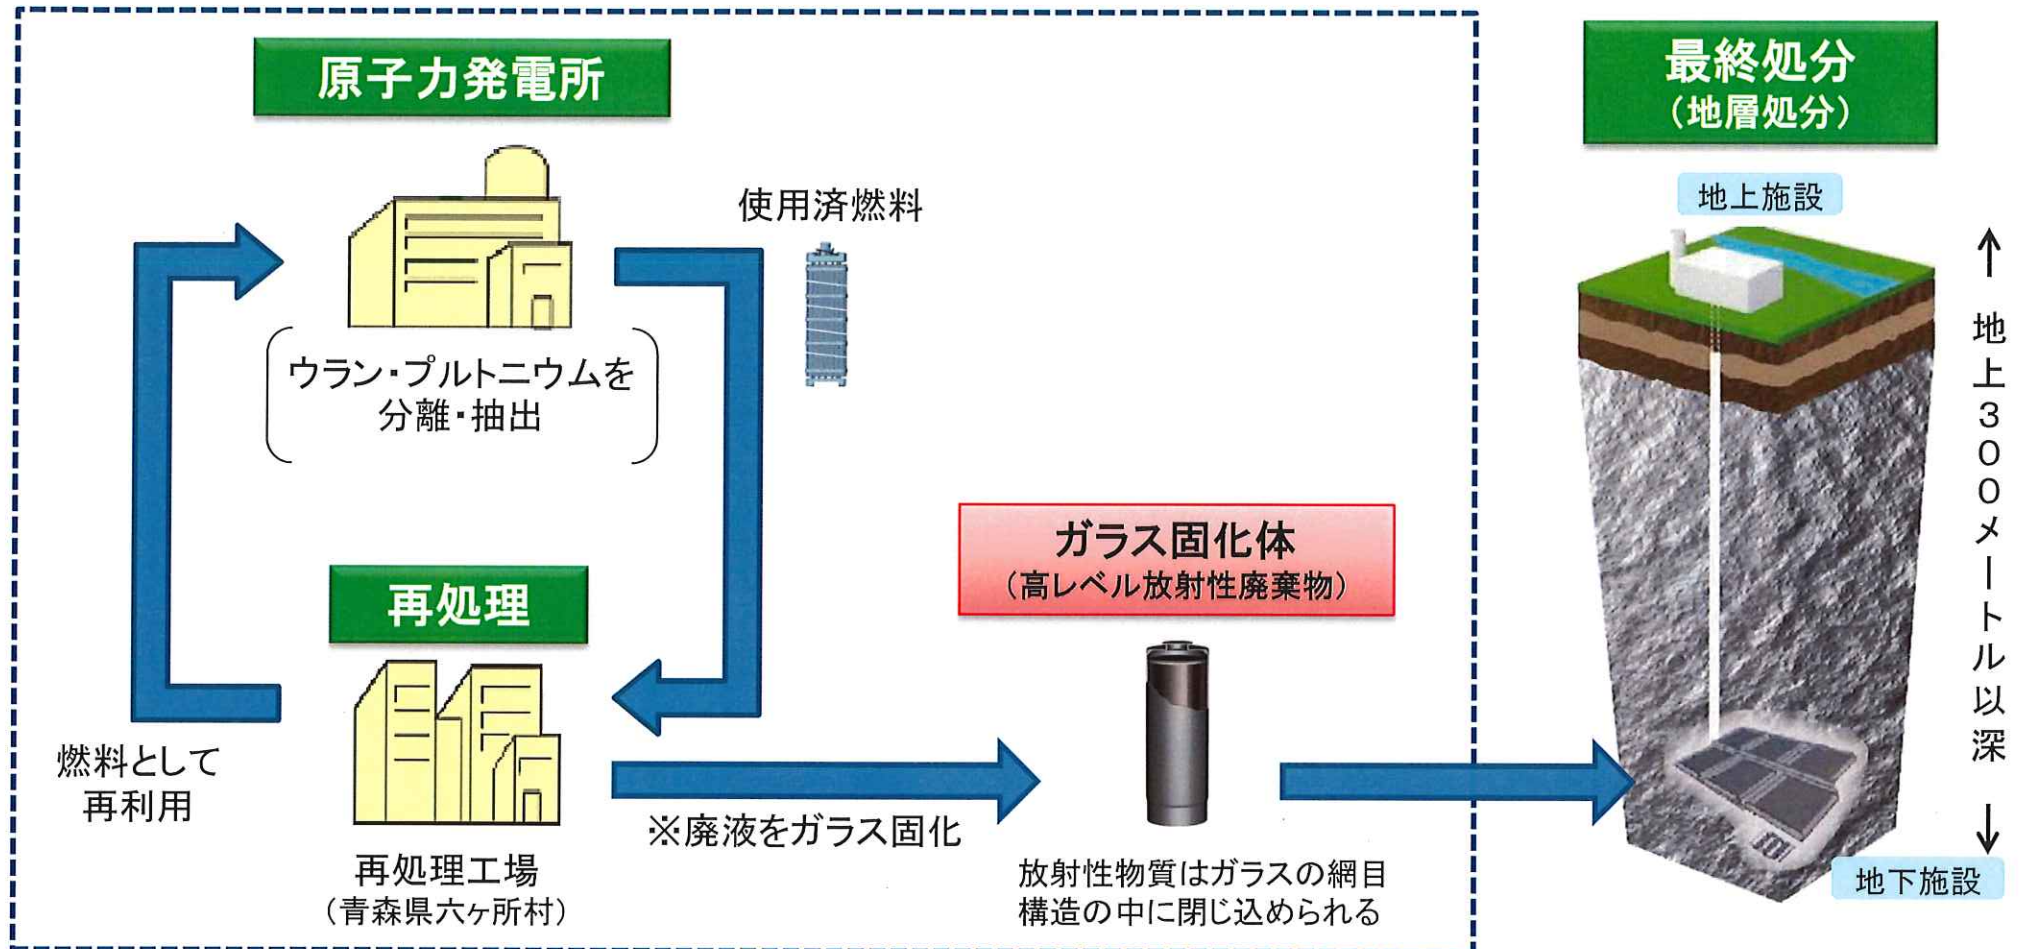 原子力発電所
使用済燃料
ウラン・プルトニウムを
分離・抽出
再処理
燃料として
再利用
再処理工場
（青森県六ヶ所村）
※廃液をガラス固化
ガラス固化体
（高レベル放射性廃棄物）
放射性物質はガラスの網目
構造の中に閉じ込められる
最終処分
（地層処分）
地上施設
地上300メートル以深
地下施設